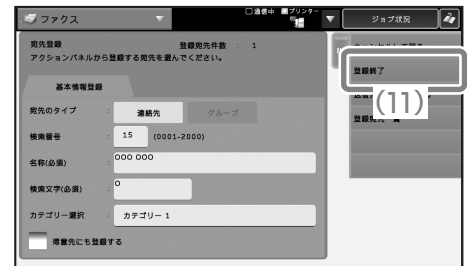 ファクス
通信中
プリンター
ジョブ状況
宛先登録
登録宛先件数 : 1
アクションパネルから登録する宛先を選んでください。
登録終了
(11)
基本情報登録
宛先のタイプ : 連絡先 グループ
検索番号 : 15 (0001-2000)
名称(必須) : ooo ooo
検索文字(必須) : o
カテゴリー選択 : カテゴリー 1
得意先にも登録する